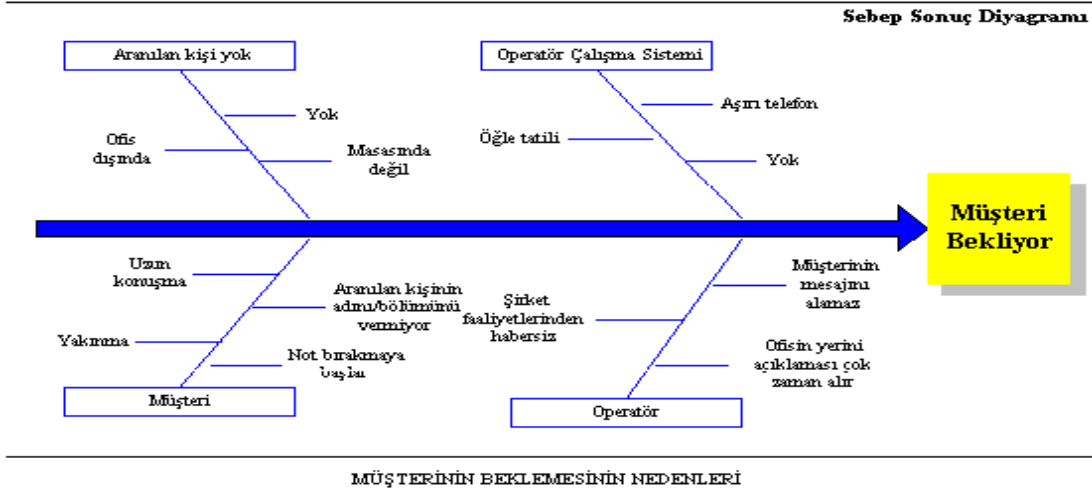 Sebep Sonuç Diyagramı
Aranılan kişi yok
Operatör Çalışma Sistemi
Yok
Ofis
dışında
Masasında
değil
Aşırı telefon
Öğle tatili
Yok
Müşteri
Bekliyor
Uzun
konuşma
Aranılan kişinin
adını/bölümünü
vermiyor
Yakınma
Not bırakmaya
başlar
Müşteri
Müşterinin
mesajını
alamaz
Şirket
faaliyetlerinden
habersiz
Ofisin yerini
açıklaması çok
zaman alır
Operatör
MÜŞTERİNİN BEKLEMESİNİN NEDENLERİ